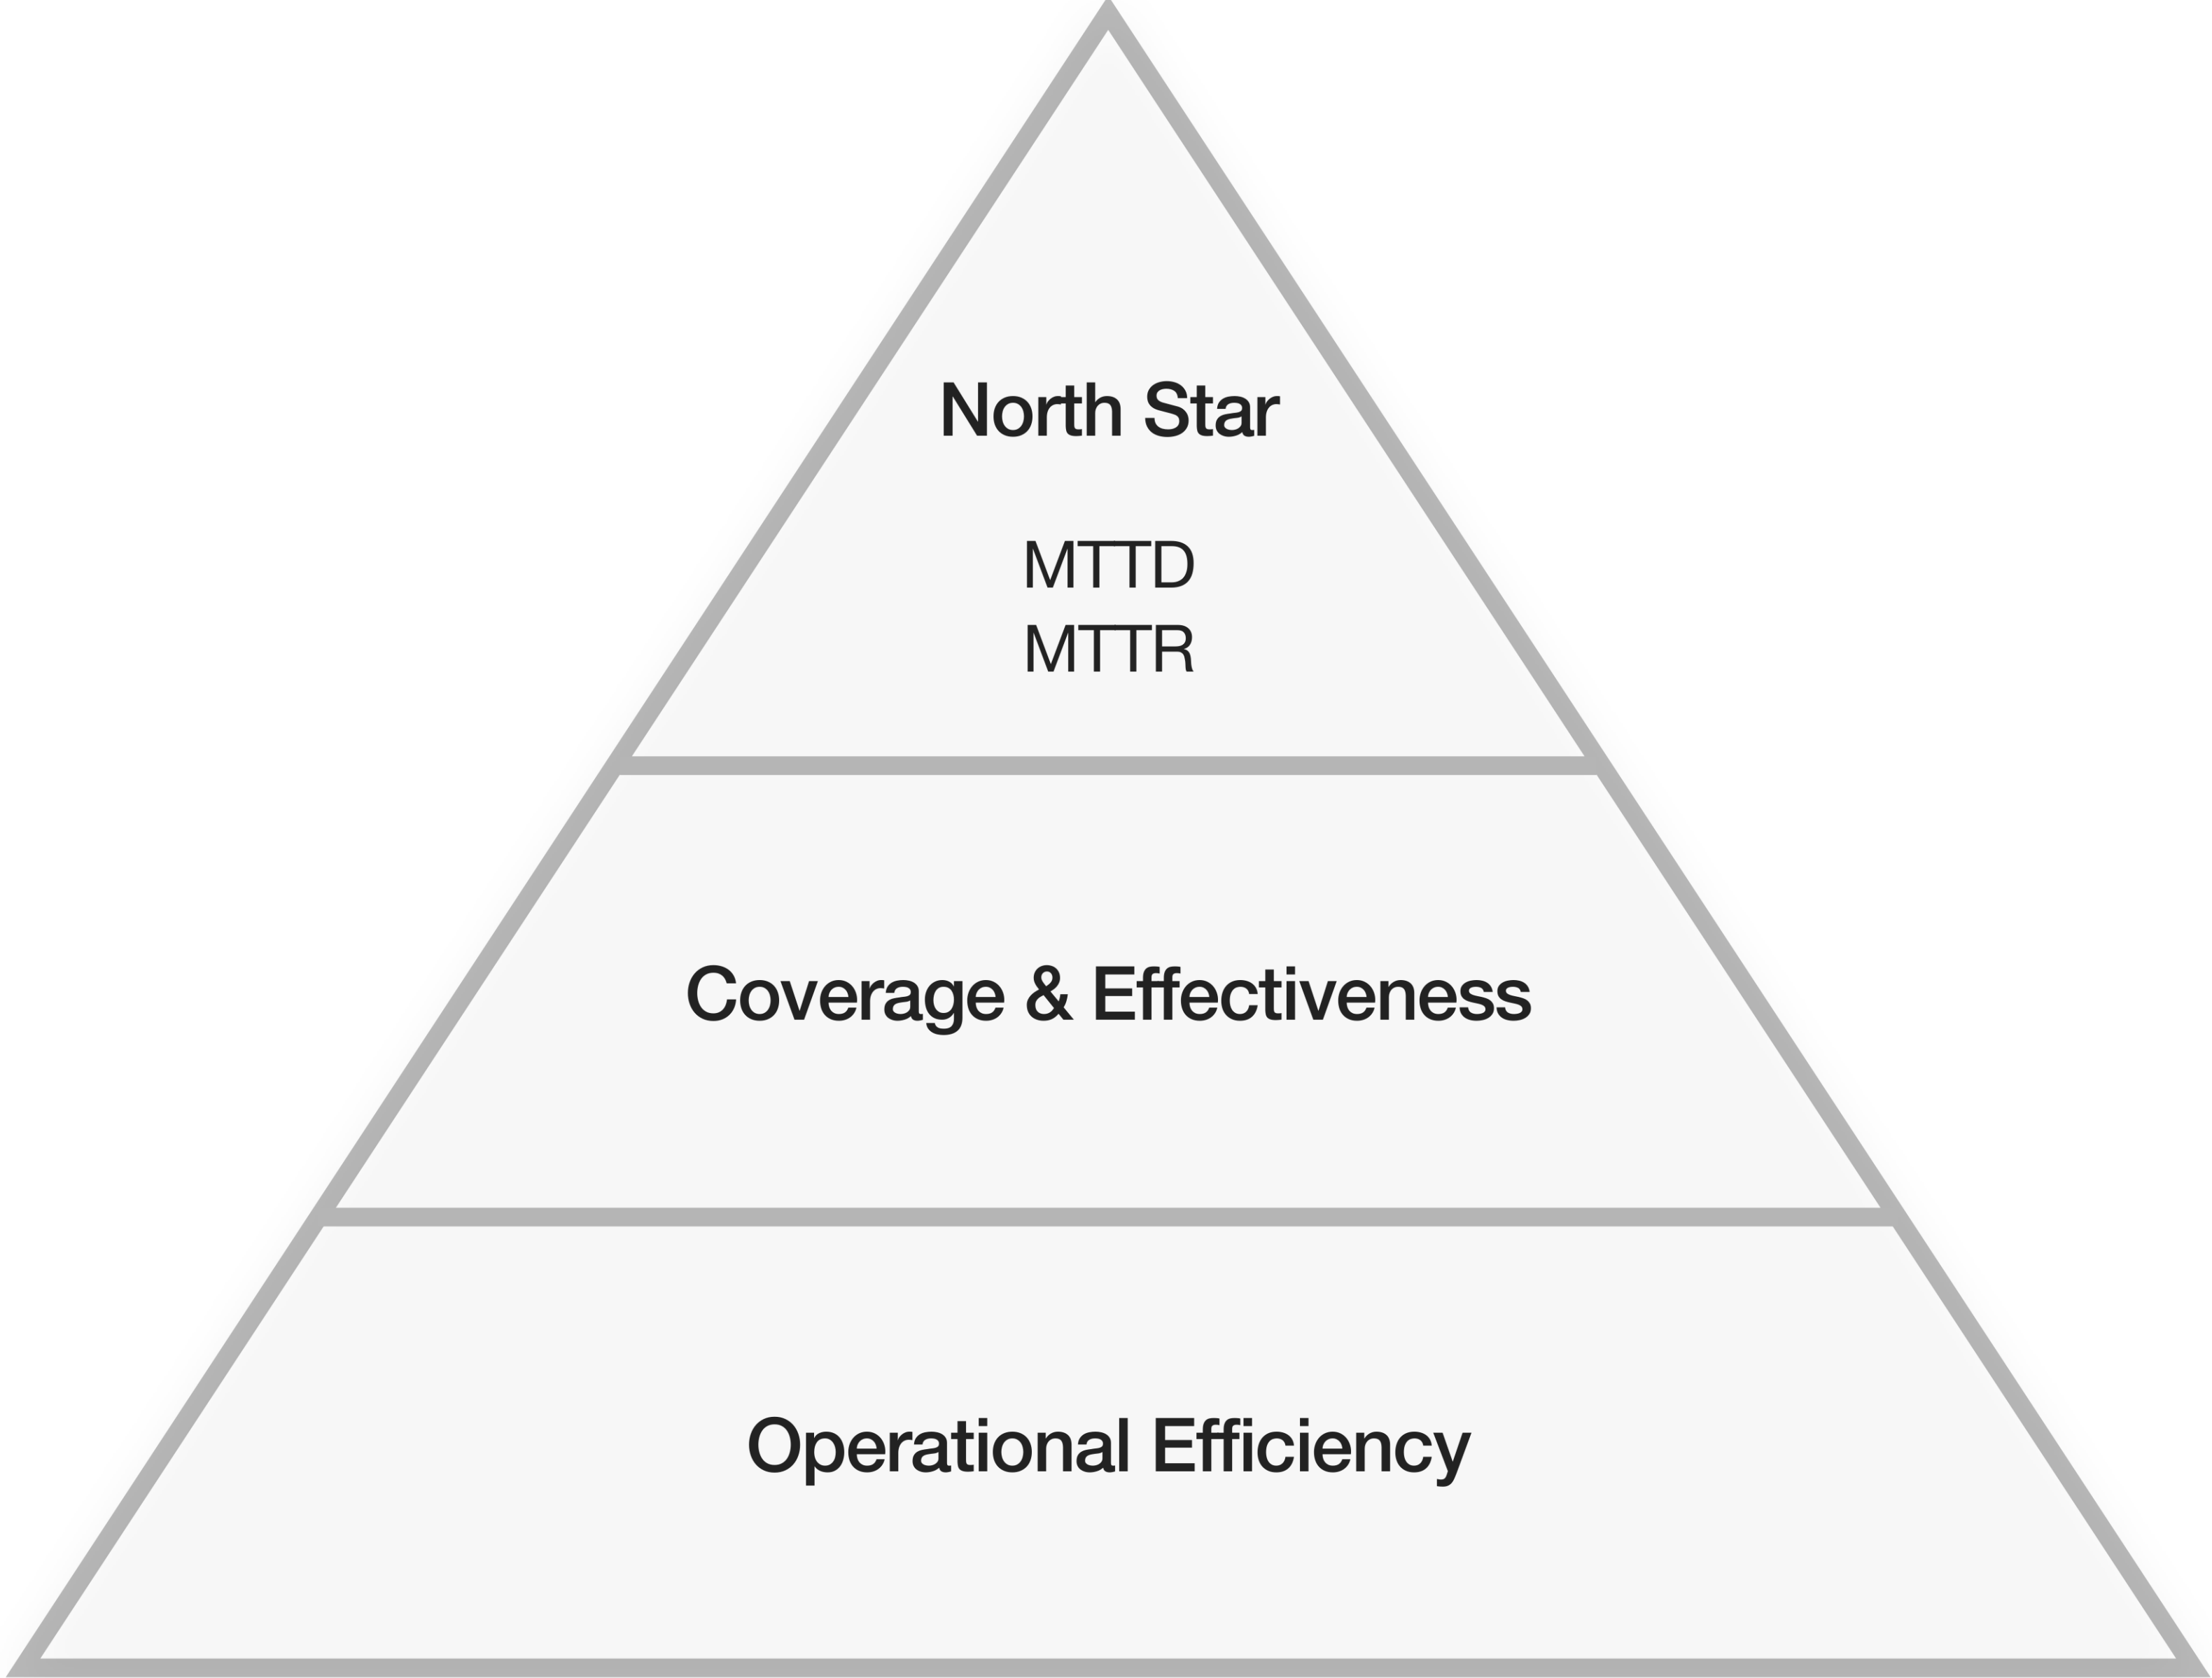 North Star
MTTD
MTTR
Coverage & Effectiveness
Operational Efficiency